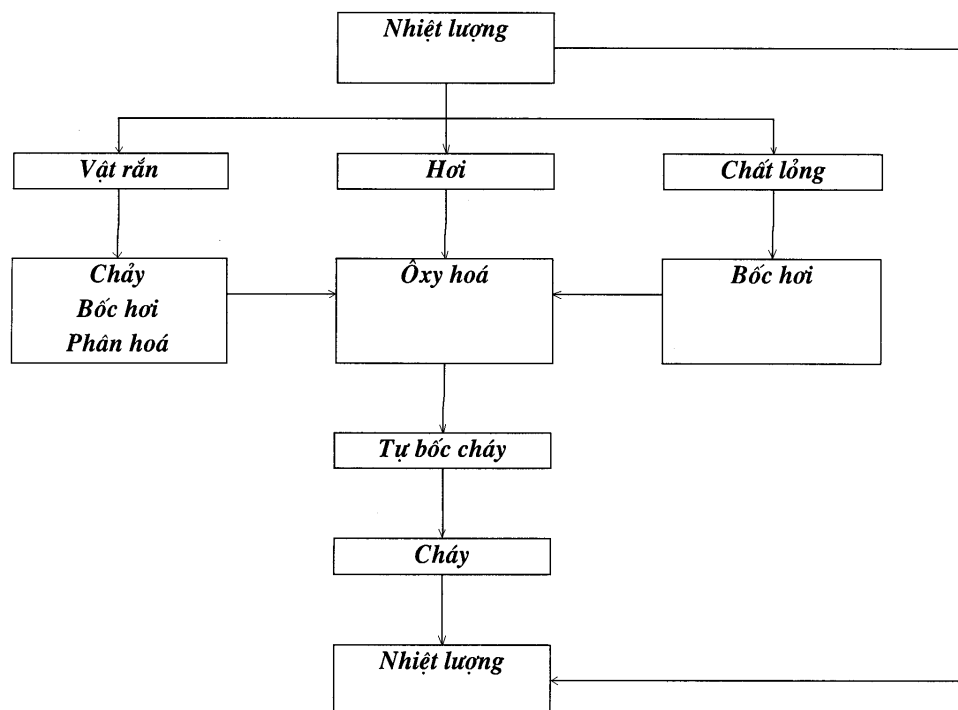 Nhiệt lượng
Vật rắn
Hơi
Chất lỏng
Chảy
Bốc hơi
Phân hoá
Ôxy hoá
Bốc hơi
Tự bốc cháy
Cháy
Nhiệt lượng